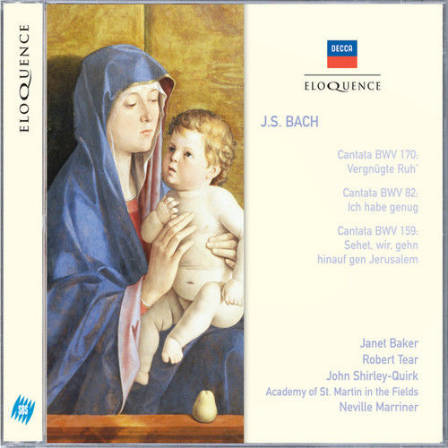 ELOQUENCE
DECCA
ELOQUENCE
J.S. BACH
Cantata BWV 170:
Vergnügte Ruh'
Cantata BWV 82:
Ich habe genug
Cantata BWV 159:
Sehet, wir, gehn
hinauf gen Jerusalem
Janet Baker
Robert Tear
John Shirley-Quirk
Academy of St. Martin in the Fields
Neville Marriner
SBS